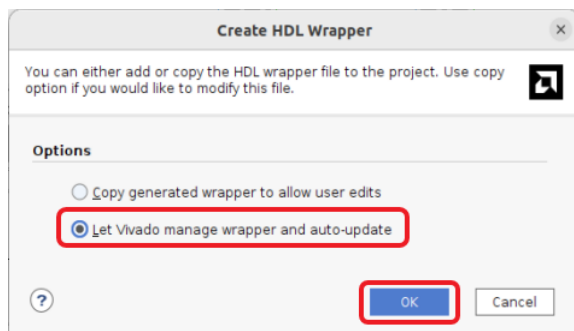 Create HDL Wrapper
You can either add or copy the HDL wrapper file to the project. Use copy
option if you would like to modify this file.
Options
Copy generated wrapper to allow user edits
Let Vivado manage wrapper and auto-update
?
OK
Cancel